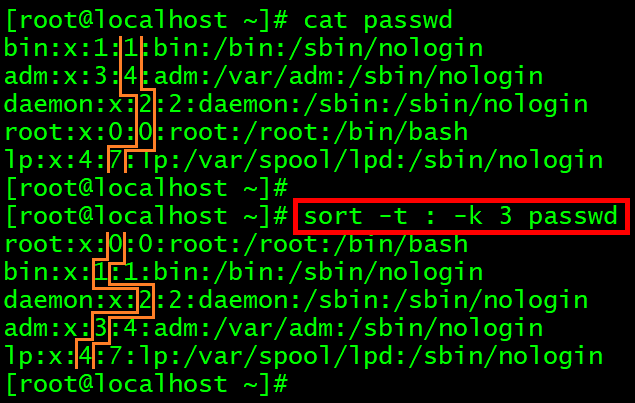 [root@localhost ~]# cat passwd
bin:x:1:1:bin:/bin:/sbin/nologin
adm:x:3:4:adm:/var/adm:/sbin/nologin
daemon:x:2:2:daemon:/sbin:/sbin/nologin
root:x:0:0:root:/root:/bin/bash
lp:x:4:7:lp:/var/spool/lpd:/sbin/nologin
[root@localhost ~]#
[root@localhost ~]# sort -t : -k 3 passwd
root:x:0:0:root:/root:/bin/bash
bin:x:1:1:bin:/bin:/sbin/nologin
daemon:x:2:2:daemon:/sbin:/sbin/nologin
adm:x:3:4:adm:/var/adm:/sbin/nologin
lp:x:4:7:lp:/var/spool/lpd:/sbin/nologin
[root@localhost ~]#